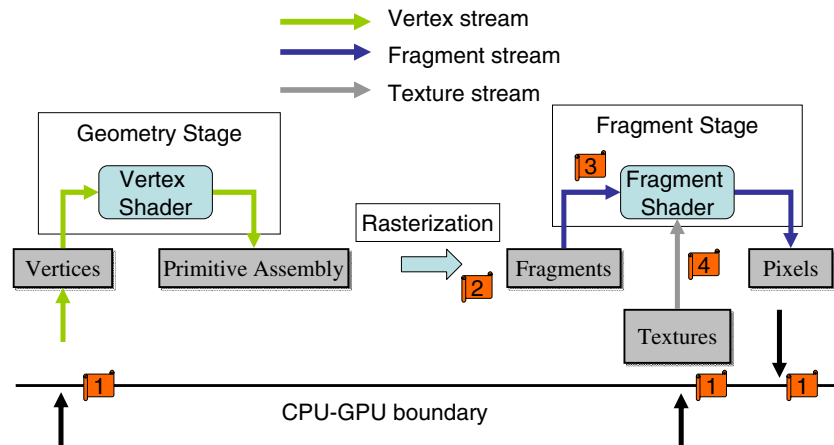 Vertex stream
Fragment stream
Texture stream
Geometry Stage
Vertex
Shader
Vertices
Primitive Assembly
Rasterization
2
Fragment Stage
3
Fragment
Shader
Fragments
4
Pixels
Textures
1
1
1
CPU-GPU boundary